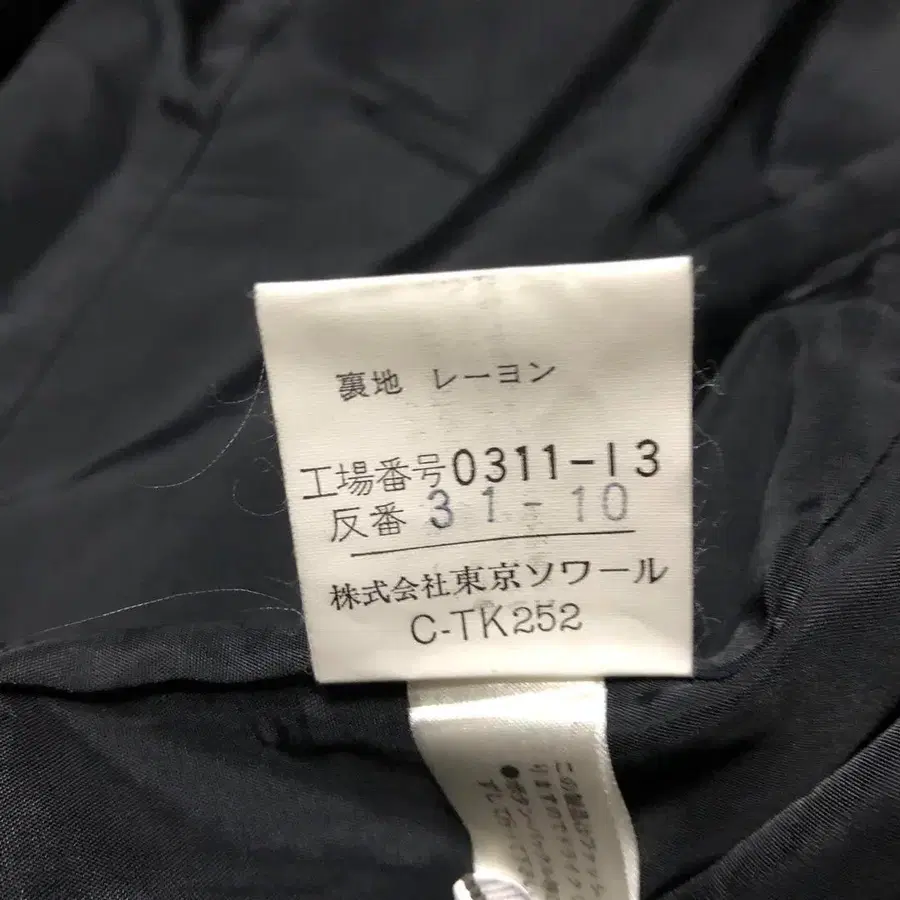 裏地 レーヨン
工場番号0311-13
反番 31-10
株式会社東京ソワール
C-TK252